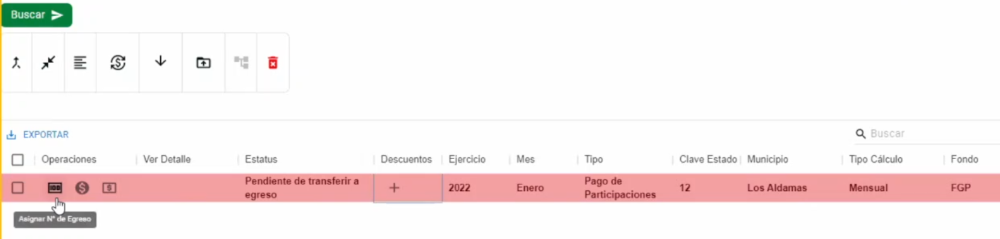 Buscar
EXPORTAR
Buscar
Operaciones Ver Detalle Estatus Descuentos Ejercicio Mes Tipo Clave Estado Municipio Tipo Cálculo Fondo
Pendiente de transferir a Pago de
egreso 2022 Enero Participaciones 12 Los Aldamas Mensual FGP
Asignar N° de Egreso